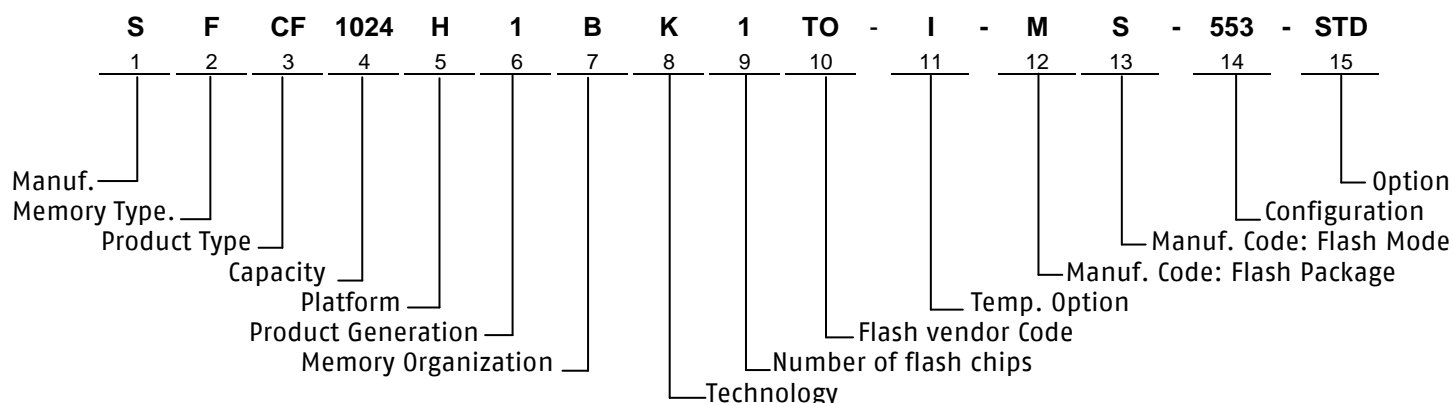 S F CF 1024 H 1 B K 1 TO - I - M S - 553 - STD
1 2 3 4 5 6 7 8 9 10 11 12 13 14 15
Manuf. Option
Memory Type. Configuration
Product Type Manuf. Code: Flash Mode
Capacity Manuf. Code: Flash Package
Platform Temp. Option
Product Generation Flash vendor Code
Memory Organization Number of flash chips
Technology